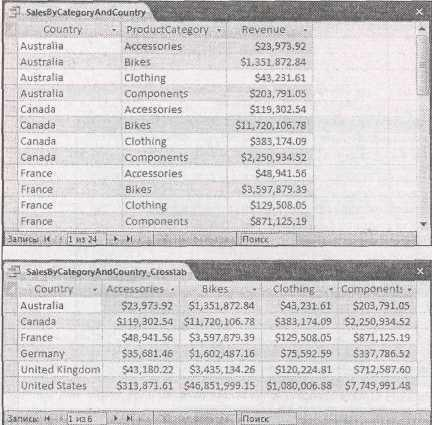 SalesByCategoryAndCountry
Country ProductCategory Revenue
Australia Accessories $23,973.92
Australia Bikes $1,351,872.84
Australia Clothing $43,231.61
Australia Components $203,791.05
Canada Accessories $119,302.54
Canada Bikes $11,720,106.78
Canada Clothing $383,174.09
Canada Components $2,250,934.52
France Accessories $48,941.56
France Bikes $3,597,879.39
France Clothing $129,508.05
France Components $871,125.19
Записи: 1 из 24 Поиск
SalesByCategoryAndCountry_Crosstab
Country Accessories Bikes Clothing Components
Australia $23,973.92 $1,351,872.84 $43,231.61 $203,791.05
Canada $119,302.54 $11,720,106.78 $383,174.09 $2,250,934.52
France $48,941.56 $3,597,879.39 $129,508.05 $871,125.19
Germany $35,681.46 $1,602,487.16 $75,592.59 $337,786.52
United Kingdom $43,180.22 $3,435,134.26 $120,224.81 $712,587.60
United States $313,871.61 $46,851,999.15 $1,080,006.88 $7,749,991.48
Записи: 1 из 6 Поиск